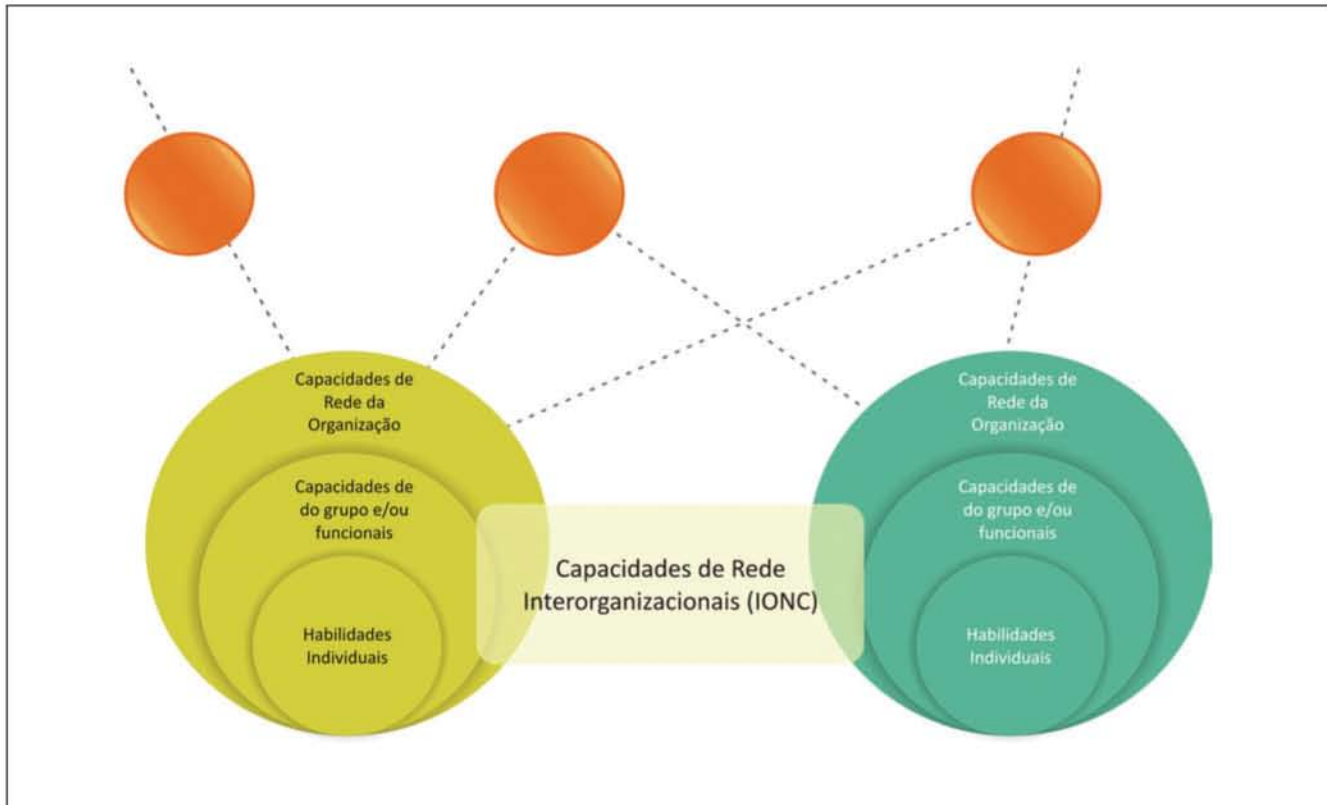 Capacidades de
Rede da
Organização
Capacidades de
do grupo e/ou
funcionais
Habilidades
Individuais
Capacidades de Rede
Interorganizacionais (IONC)
Capacidades de
Rede da
Organização
Capacidades de
do grupo e/ou
funcionais
Habilidades
Individuais